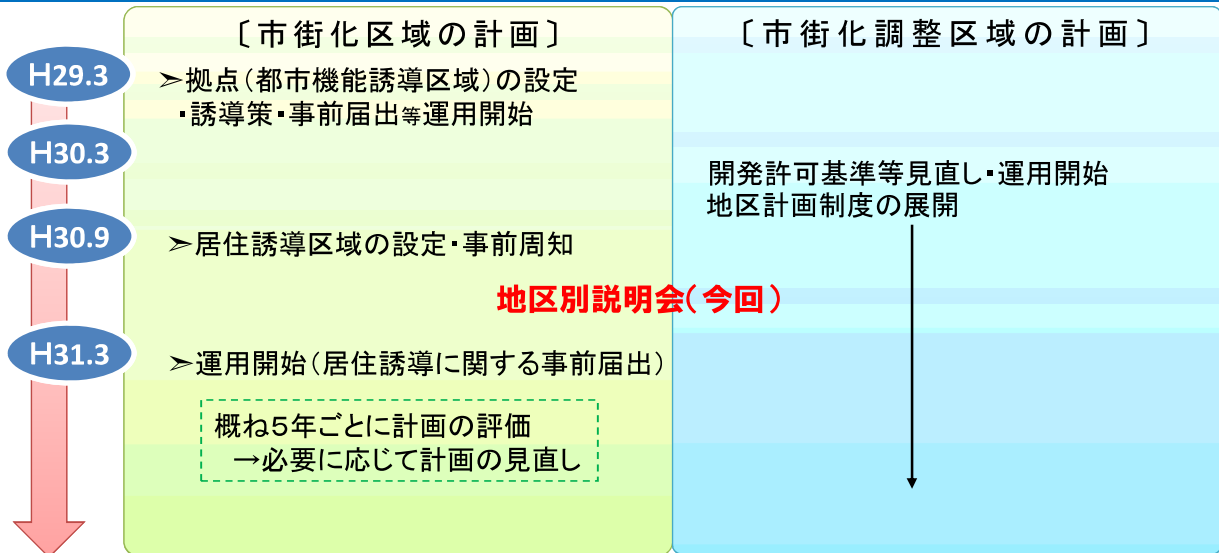 〔市街化区域の計画〕
〔市街化調整区域の計画〕
H29.3
➢拠点(都市機能誘導区域)の設定
・誘導策・事前届出等運用開始
H30.3
開発許可基準等見直し・運用開始
地区計画制度の展開
H30.9
➢居住誘導区域の設定・事前周知
地区別説明会(今回)
H31.3
➢運用開始(居住誘導に関する事前届出)
概ね5年ごとに計画の評価
→必要に応じて計画の見直し